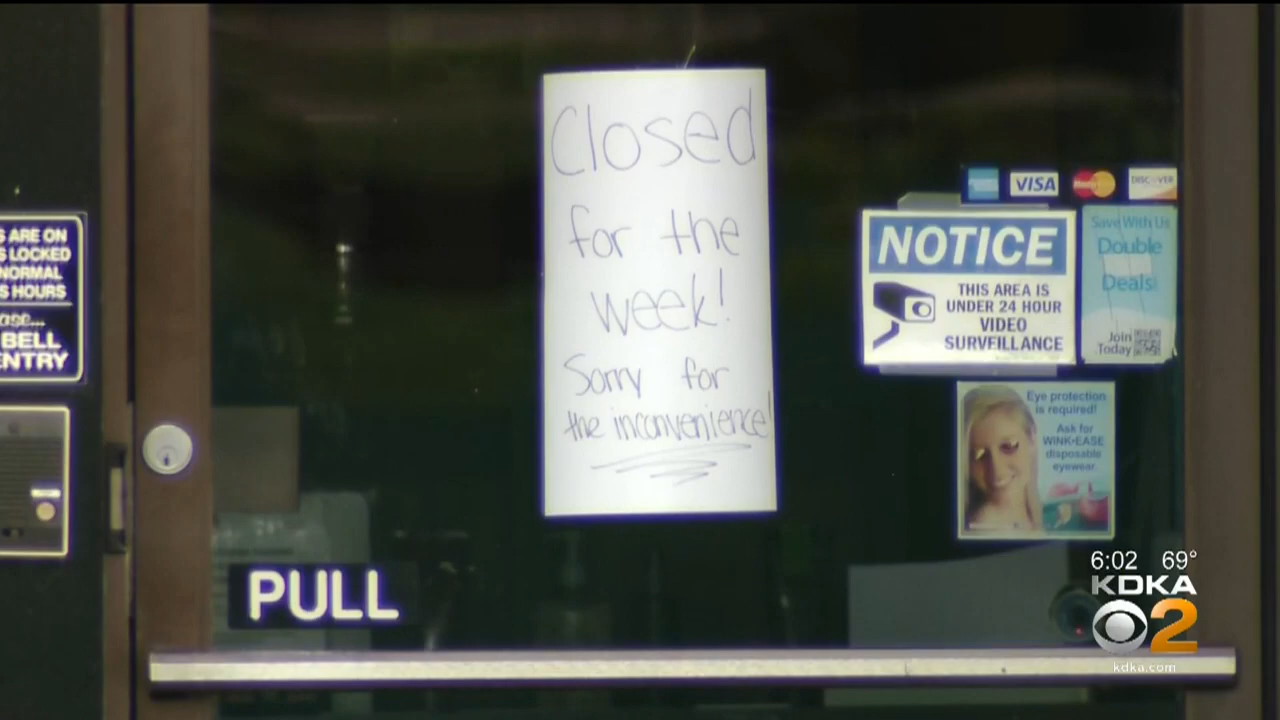 Closed
for the
week!
Sorry for
the inconvenience!
S ARE ON
S LOCKED
NORMAL
S HOURS
ase...
BELL
ENTRY
PULL
VISA
DISCOVER
NOTICE
THIS AREA IS
UNDER 24 HOUR
VIDEO
SURVEILLANCE
Save With Us
Double
Deals!
Join
Today
Eye protection
is required!
Ask for
WINK-EASE
disposable
eyewear
6:02 69°
KDKA
2
kdka.com